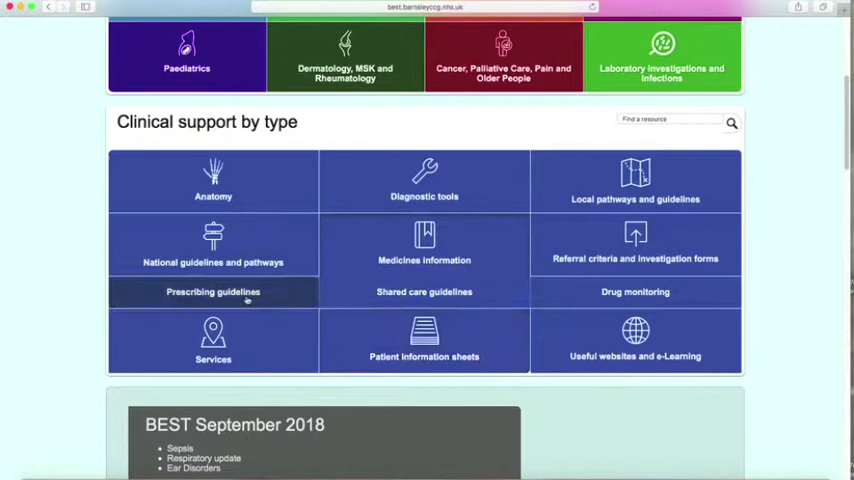 best.barnsleyccg.nhs.uk
Paediatrics
Dermatology, MSK and
Rheumatology
Cancer, Palliative Care, Pain and
Older People
Laboratory Investigations and
Infections
Clinical support by type
Find a resource
Anatomy
Diagnostic tools
Local pathways and guidelines
National guidelines and pathways
Medicines information
Referral criteria and investigation forms
Prescribing guidelines
Shared care guidelines
Drug monitoring
Services
Patient information sheets
Useful websites and e-Learning
BEST September 2018
• Sepsis
• Respiratory update
• Ear Disorders